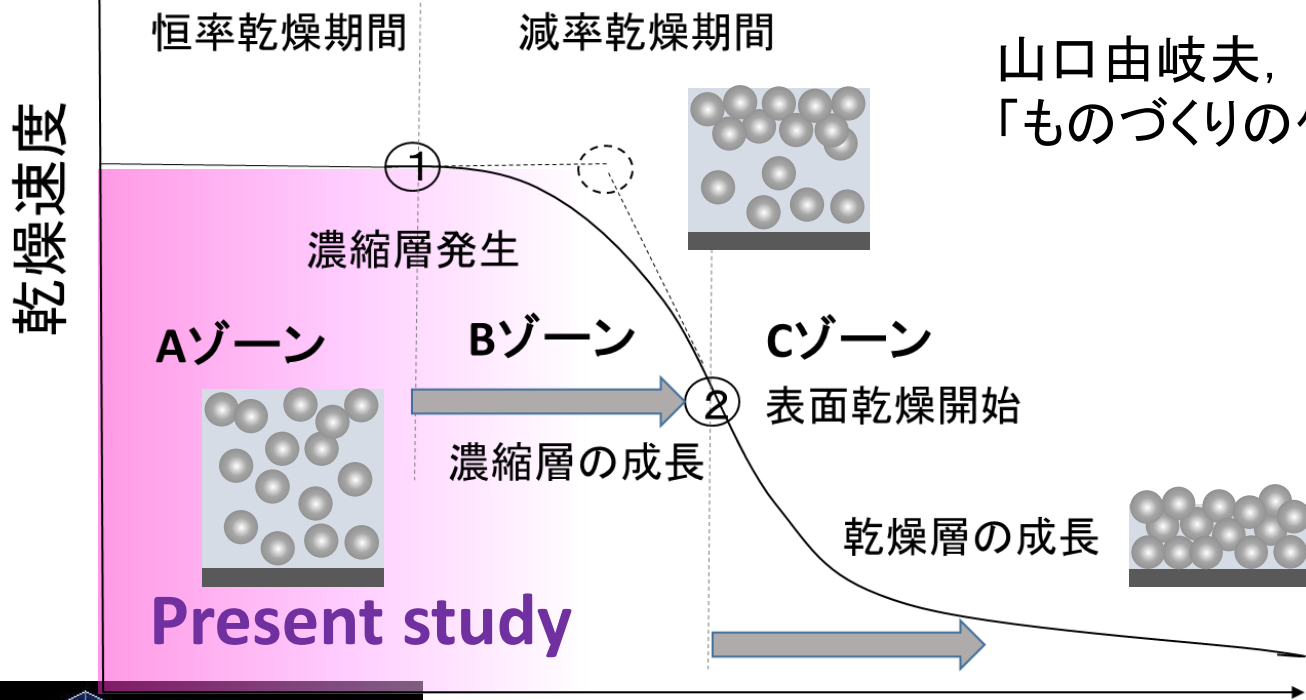 恒率乾燥期間
減率乾燥期間
山口由岐夫,
「ものづくりの
乾燥速度
1
濃縮層発生
Aゾーン
Bゾーン
Cゾーン
2
表面乾燥開始
濃縮層の成長
乾燥層の成長
Present study